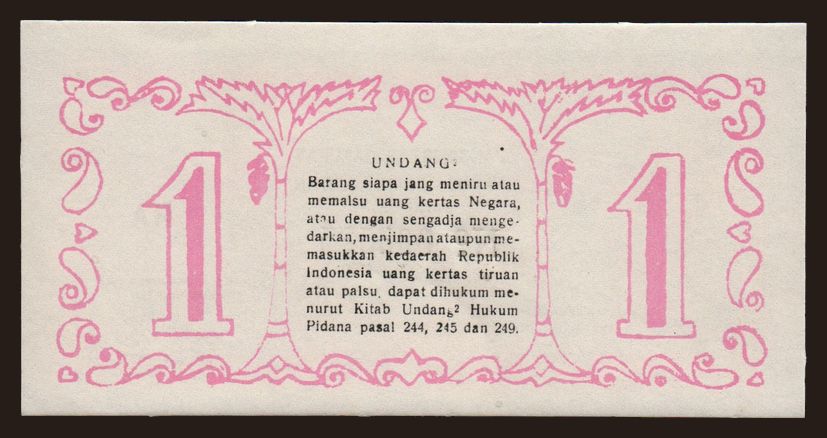 UNDANG²
1
Barang siapa jang meniru atau
memalsu uang kertas Negara,
atau dengan sengadja menge-
darkan, menjimpan ataupun me-
masukkan kedaerah Republik
Indonesia uang kertas tiruan
atau palsu, dapat dihukum me-
nurut Kitab Undang² Hukum
Pidana pasal 244, 245 dan 249.
1